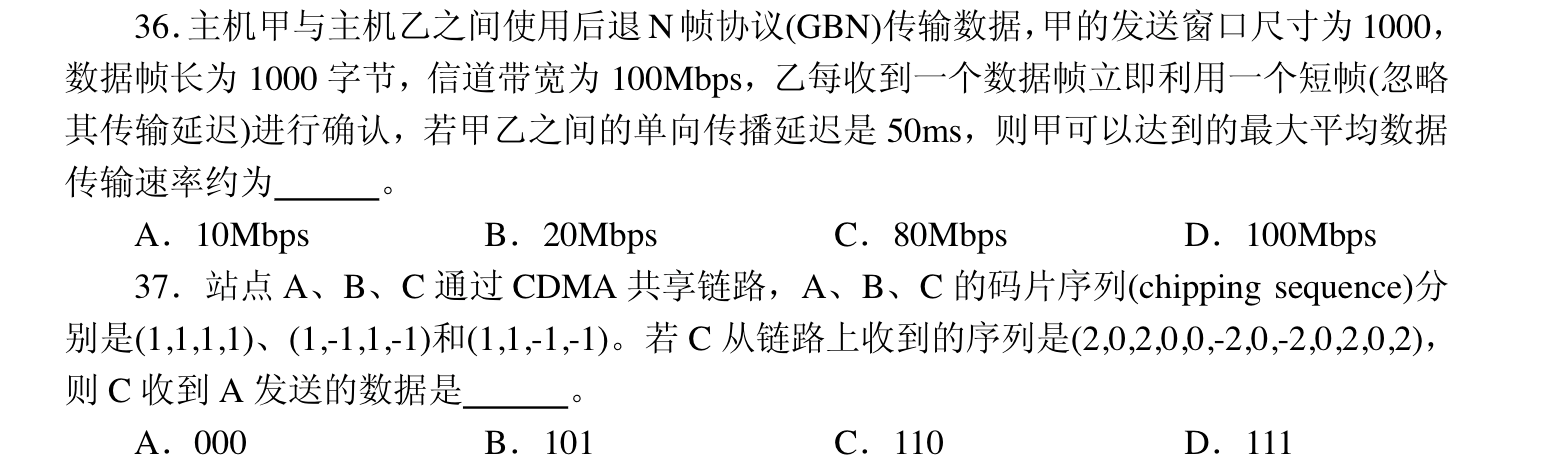 36.主机甲与主机乙之间使用后退 N 帧协议(GBN)传输数据，甲的发送窗口尺寸为 1000，
数据帧长为 1000 字节，信道带宽为 100Mbps，乙每收到一个数据帧立即利用一个短帧(忽略
其传输延迟)进行确认，若甲乙之间的单向传播延迟是 50ms，则甲可以达到的最大平均数据
传输速率约为______。
A．10Mbps B．20Mbps C．80Mbps D．100Mbps
37．站点 A、B、C 通过 CDMA 共享链路，A、B、C 的码片序列(chipping sequence)分
别是(1,1,1,1)、(1,-1,1,-1)和(1,1,-1,-1)。若 C 从链路上收到的序列是(2,0,2,0,0,-2,0,-2,0,2,0,2)，
则 C 收到 A 发送的数据是______。
A．000 B．101 C．110 D．111